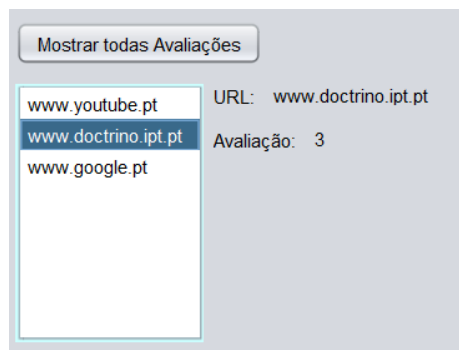 Mostrar todas Avaliações
www.youtube.pt
www.doctrino.ipt.pt
www.google.pt
URL: www.doctrino.ipt.pt
Avaliação: 3